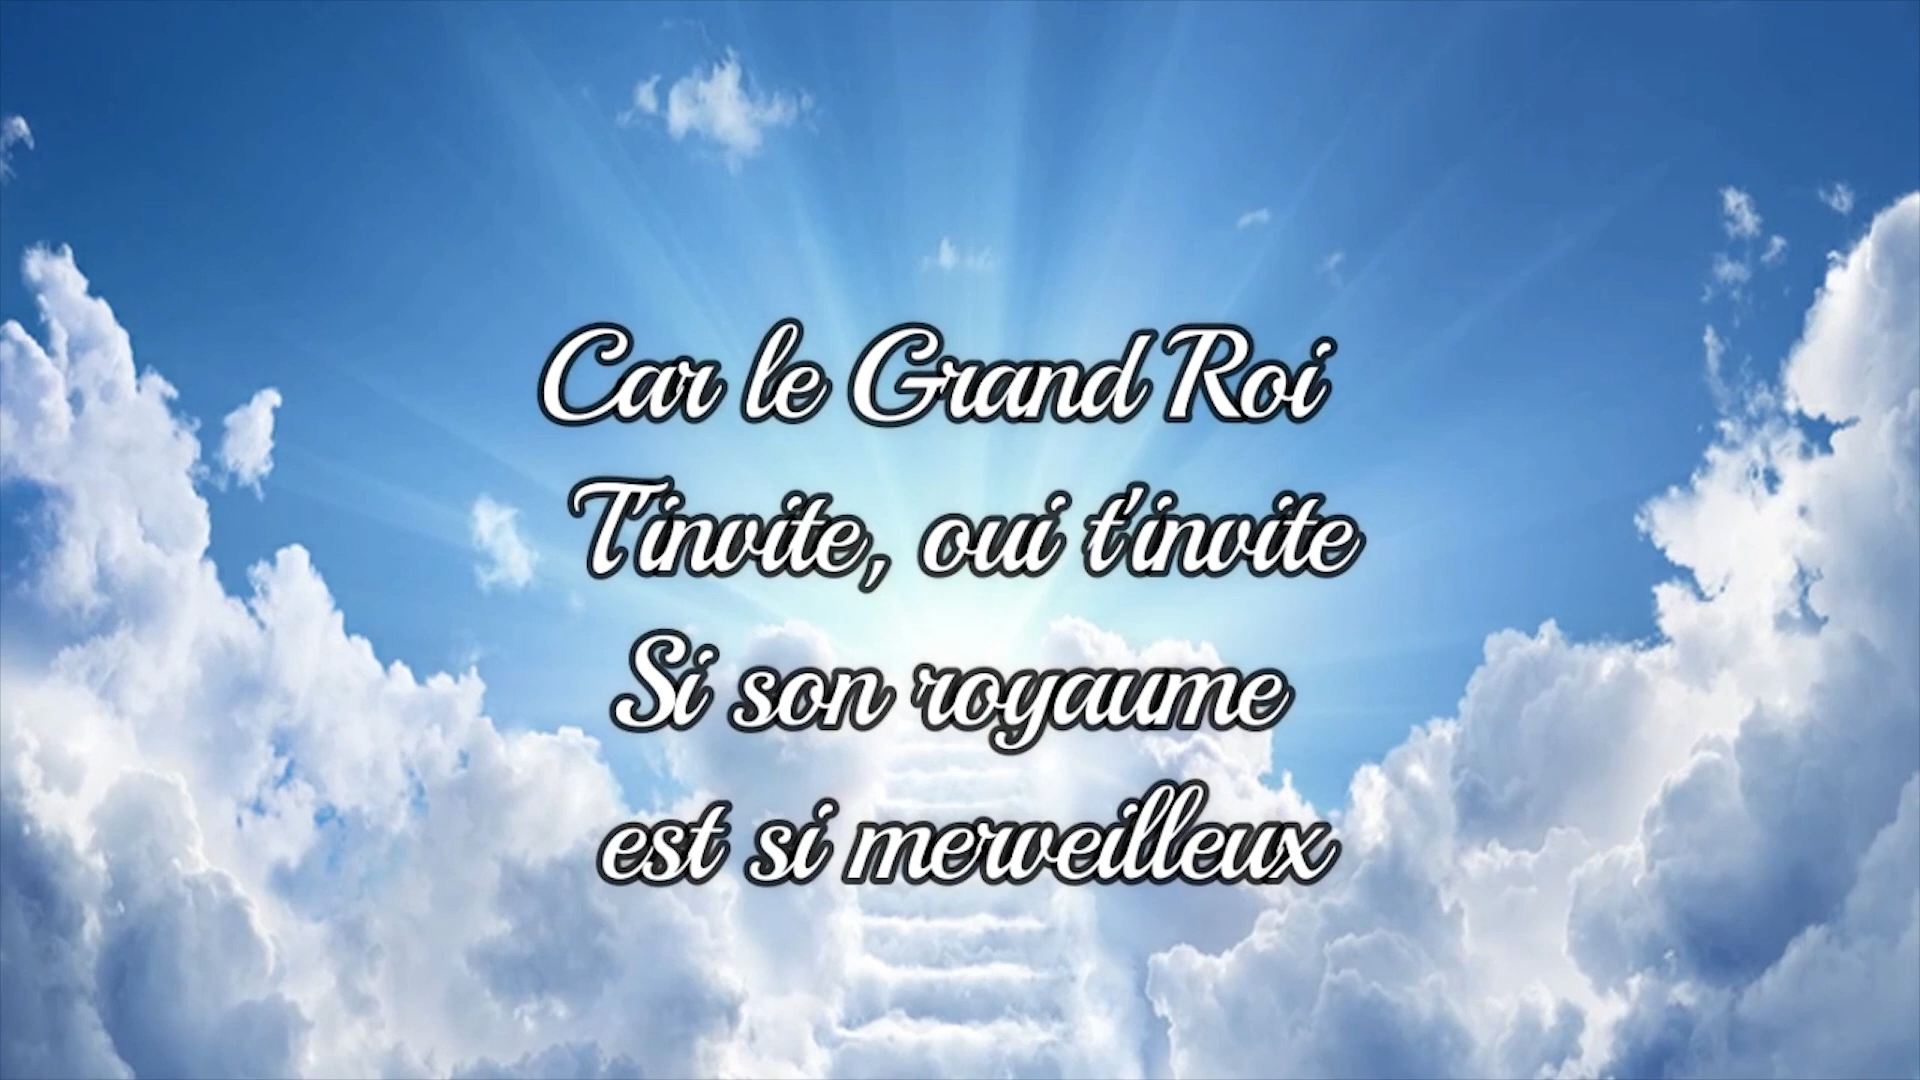 Car le Grand Roi
T'invite, oui t'invite
Si son royaume
est si merveilleux